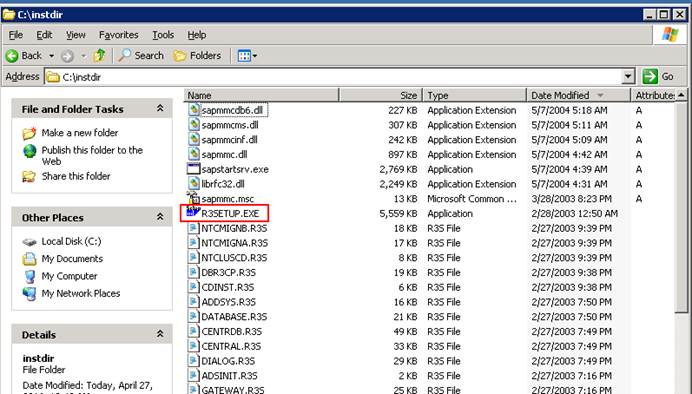 C:\instdir
File Edit View Favorites Tools Help
Back Search Folders
Address C:\instdir Go
File and Folder Tasks
Make a new folder
Publish this folder to the
Web
Share this folder
Other Places
Local Disk (C:)
My Documents
My Computer
My Network Places
Details
instdir
File Folder
Date Modified: Today, April 27,
Name Size Type Date Modified Attributes
sapmmcdb6.dll 227 KB Application Extension 5/7/2004 5:18 AM A
sapmmcms.dll 307 KB Application Extension 5/7/2004 5:11 AM A
sapmmcinf.dll 242 KB Application Extension 5/7/2004 5:09 AM A
sapmmc.dll 897 KB Application Extension 5/7/2004 4:42 AM A
sapstartsrv.exe 2,769 KB Application 5/7/2004 4:39 AM A
librfc32.dll 2,249 KB Application Extension 5/7/2004 4:31 AM A
sapmmc.msc 13 KB Microsoft Common ... 3/28/2003 8:23 PM A
R3SETUP.EXE 5,559 KB Application 2/28/2003 12:50 AM
NTCMIGNB.R3S 18 KB R3S File 2/27/2003 9:39 PM
NTCMIGNA.R3S 17 KB R3S File 2/27/2003 9:39 PM
NTCLUSCD.R3S 8 KB R3S File 2/27/2003 9:39 PM
DBR3CP.R3S 19 KB R3S File 2/27/2003 9:38 PM
CDINST.R3S 6 KB R3S File 2/27/2003 9:38 PM
ADDSYS.R3S 16 KB R3S File 2/27/2003 7:50 PM
DATABASE.R3S 21 KB R3S File 2/27/2003 7:50 PM
CENTRDB.R3S 49 KB R3S File 2/27/2003 7:49 PM
CENTRAL.R3S 33 KB R3S File 2/27/2003 7:49 PM
DIALOG.R3S 29 KB R3S File 2/27/2003 7:49 PM
ADSINIT.R3S 2 KB R3S File 2/27/2003 7:16 PM
GATEWAY.R3S 16 KB R3S File 2/27/2003 7:16 PM